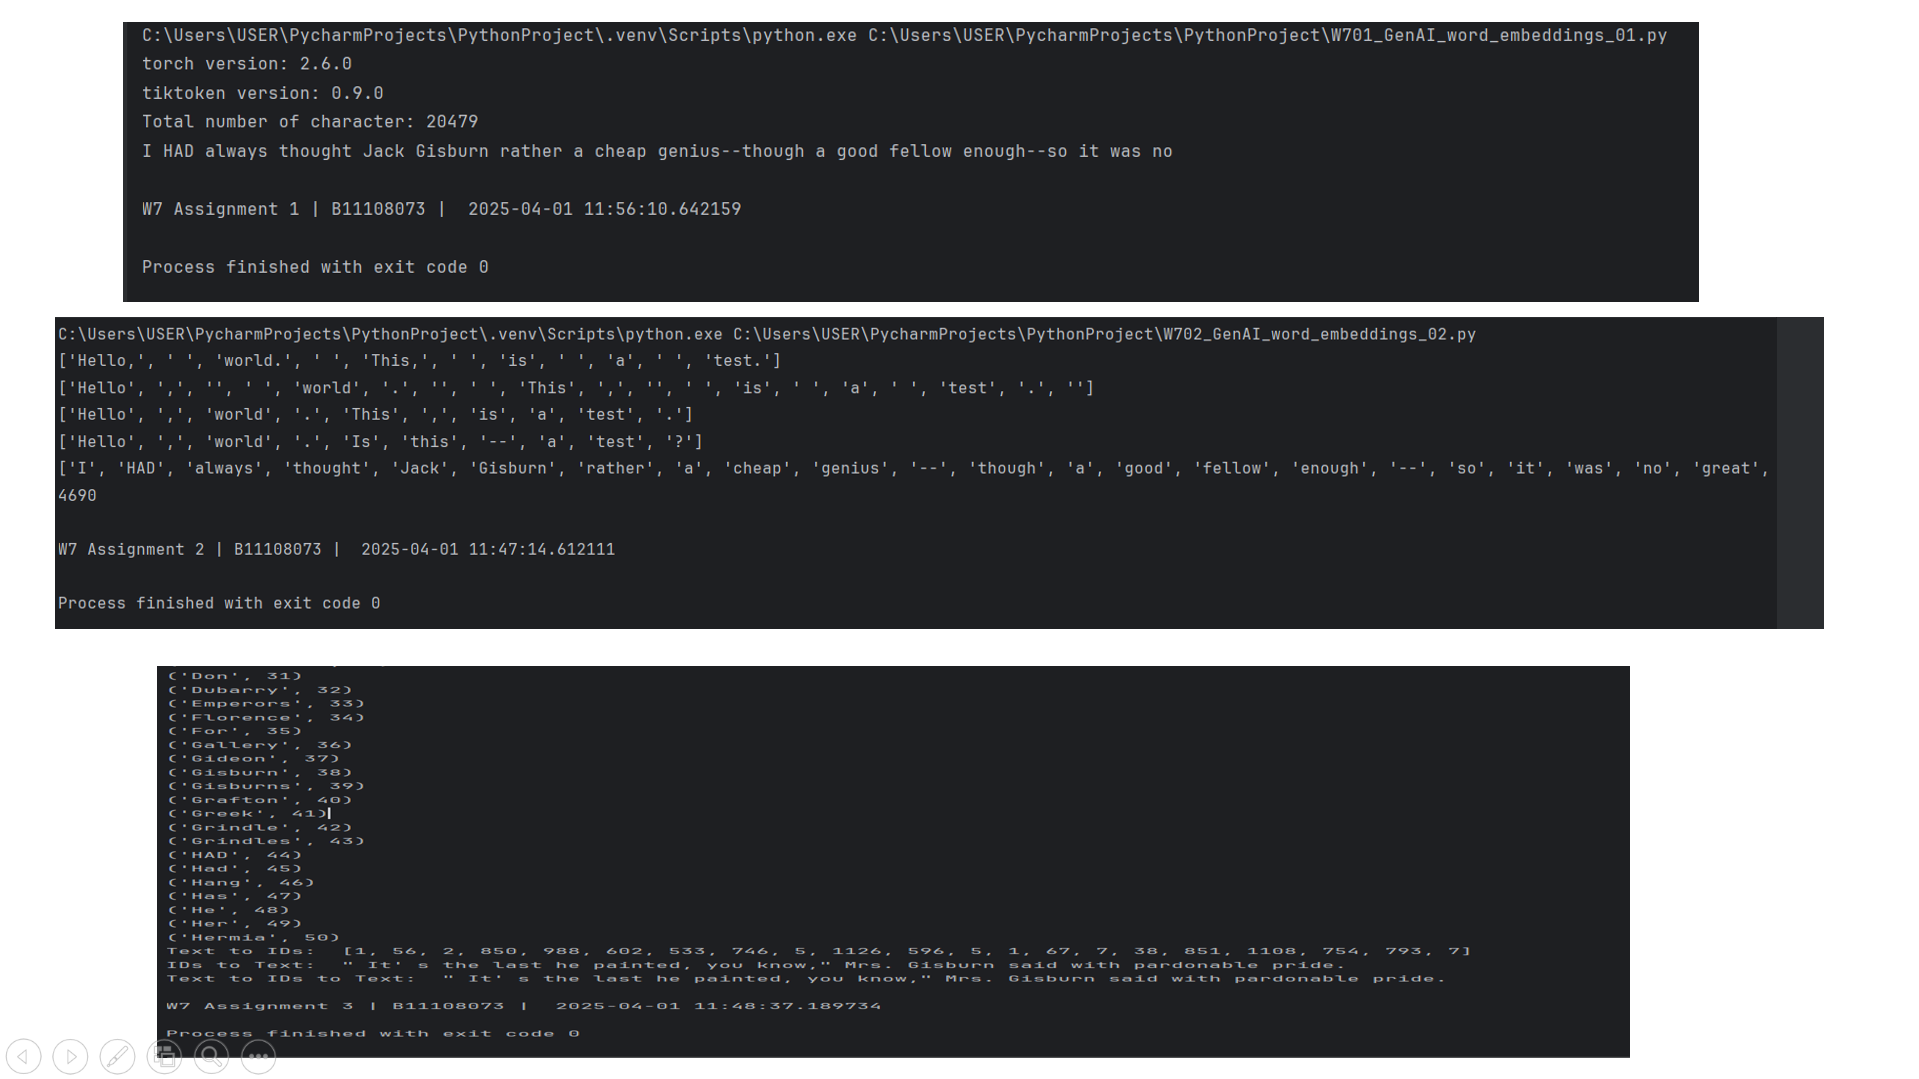 C:\Users\USER\PycharmProjects\PythonProject\.venv\Scripts\python.exe C:\Users\USER\PycharmProjects\PythonProject\W701_GenAI_word_embeddings_01.py
torch version: 2.6.0
tiktoken version: 0.9.0
Total number of character: 20479
I HAD always thought Jack Gisburn rather a cheap genius--though a good fellow enough--so it was no
W7 Assignment 1 | B11108073 |  2025-04-01 11:56:10.642159
Process finished with exit code 0
C:\Users\USER\PycharmProjects\PythonProject\.venv\Scripts\python.exe C:\Users\USER\PycharmProjects\PythonProject\W702_GenAI_word_embeddings_02.py
['Hello,', ' ', 'world.', ' ', 'This,', ' ', 'is', ' ', 'a', ' ', 'test.']
['Hello', ',', '', ' ', 'world', '.', '', ' ', 'This', ',', '', ' ', 'is', ' ', 'a', ' ', 'test', '.', '']
['Hello', ',', 'world', '.', 'This', ',', 'is', 'a', 'test', '.']
['Hello', ',', 'world', '.', 'Is', 'this', '--', 'a', 'test', '?']
['I', 'HAD', 'always', 'thought', 'Jack', 'Gisburn', 'rather', 'a', 'cheap', 'genius', '--', 'though', 'a', 'good', 'fellow', 'enough', '--', 'so', 'it', 'was', 'no', 'great',
4690
W7 Assignment 2 | B11108073 |  2025-04-01 11:47:14.612111
Process finished with exit code 0
('Don', 31)
('Dubarry', 32)
('Emperors', 33)
('Florence', 34)
('For', 35)
('Gallery', 36)
('Gideon', 37)
('Gisburn', 38)
('Gisburns', 39)
('Grafton', 40)
('Greek', 41)
('Grindle', 42)
('Grindles', 43)
('HAD', 44)
('Had', 45)
('Hang', 46)
('Has', 47)
('He', 48)
('Her', 49)
('Hermia', 50)
Text to IDs:  [1, 56, 2, 850, 988, 602, 533, 746, 5, 1126, 596, 5, 1, 67, 7, 38, 851, 1108, 754, 793, 7]
IDs to Text:  " It' s the last he painted, you know," Mrs. Gisburn said with pardonable pride.
Text to IDs to Text:  " It' s the last he painted, you know," Mrs. Gisburn said with pardonable pride.
W7 Assignment 3 | B11108073 |  2025-04-01 11:48:37.189734
Process finished with exit code 0